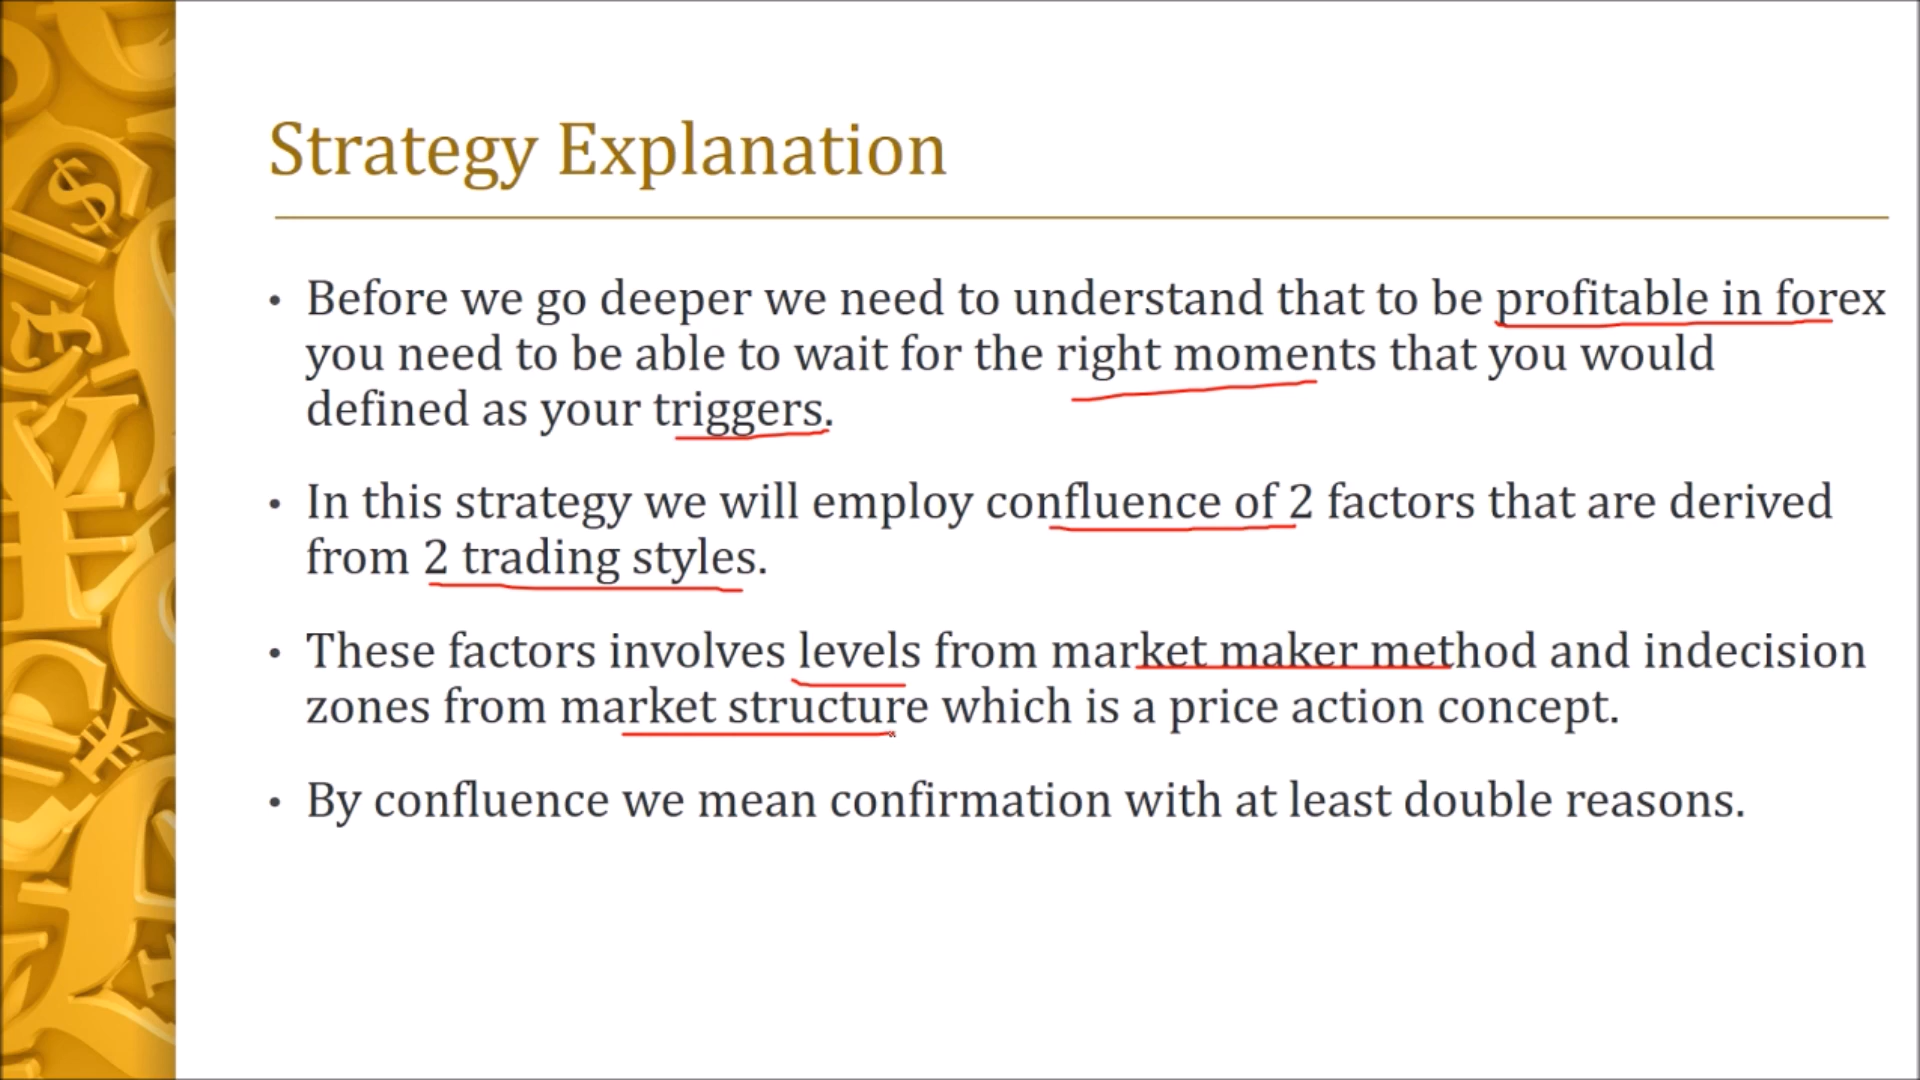 Strategy Explanation
• Before we go deeper we need to understand that to be profitable in forex
you need to be able to wait for the right moments that you would
defined as your triggers.
• In this strategy we will employ confluence of 2 factors that are derived
from 2 trading styles.
• These factors involves levels from market maker method and indecision
zones from market structure which is a price action concept.
• By confluence we mean confirmation with at least double reasons.